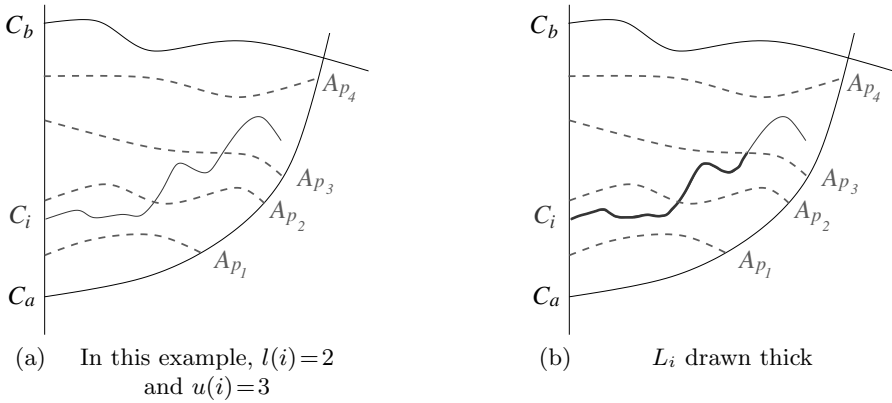 C_b
A_{p_4}
A_{p_3}
C_i
A_{p_2}
A_{p_1}
C_a
(a) In this example, l(i)=2
and u(i)=3
C_b
A_{p_4}
A_{p_3}
C_i
A_{p_2}
A_{p_1}
C_a
(b) L_i drawn thick